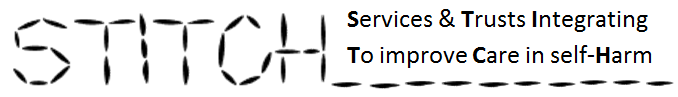 STITCH
Services & Trusts Integrating
To improve Care in self-Harm